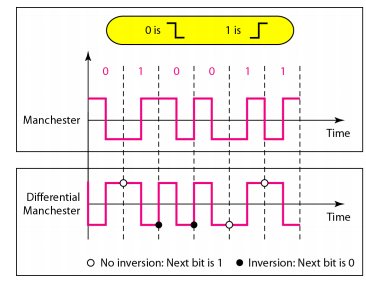 0 is 1 is
0 1 0 0 1 1
Manchester
Time
Differential
Manchester
Time
No inversion: Next bit is 1 Inversion: Next bit is 0